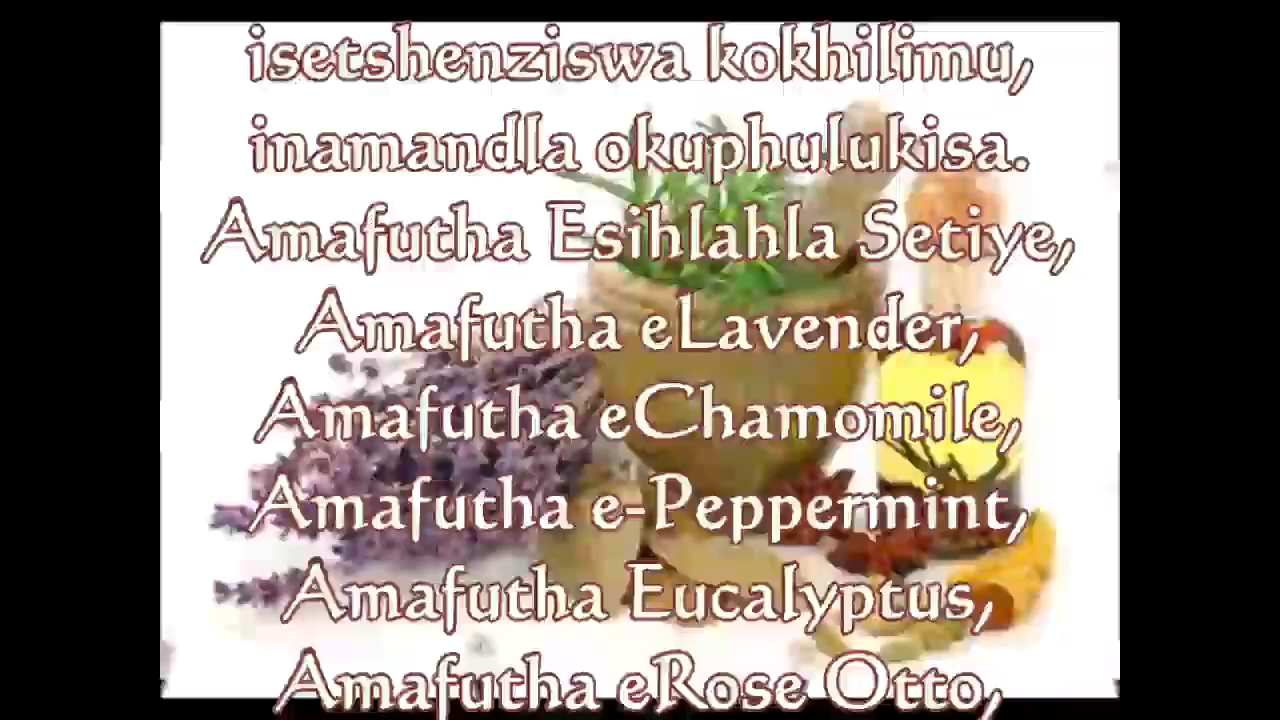 isetshenziswa kokhilimu,
inamandla okuphulukisa.
Amafutha Esihlahla Setiye,
Amafutha eLavender,
Amafutha eChamomile,
Amafutha e-Peppermint,
Amafutha Eucalyptus,
Amafutha eRose Otto,